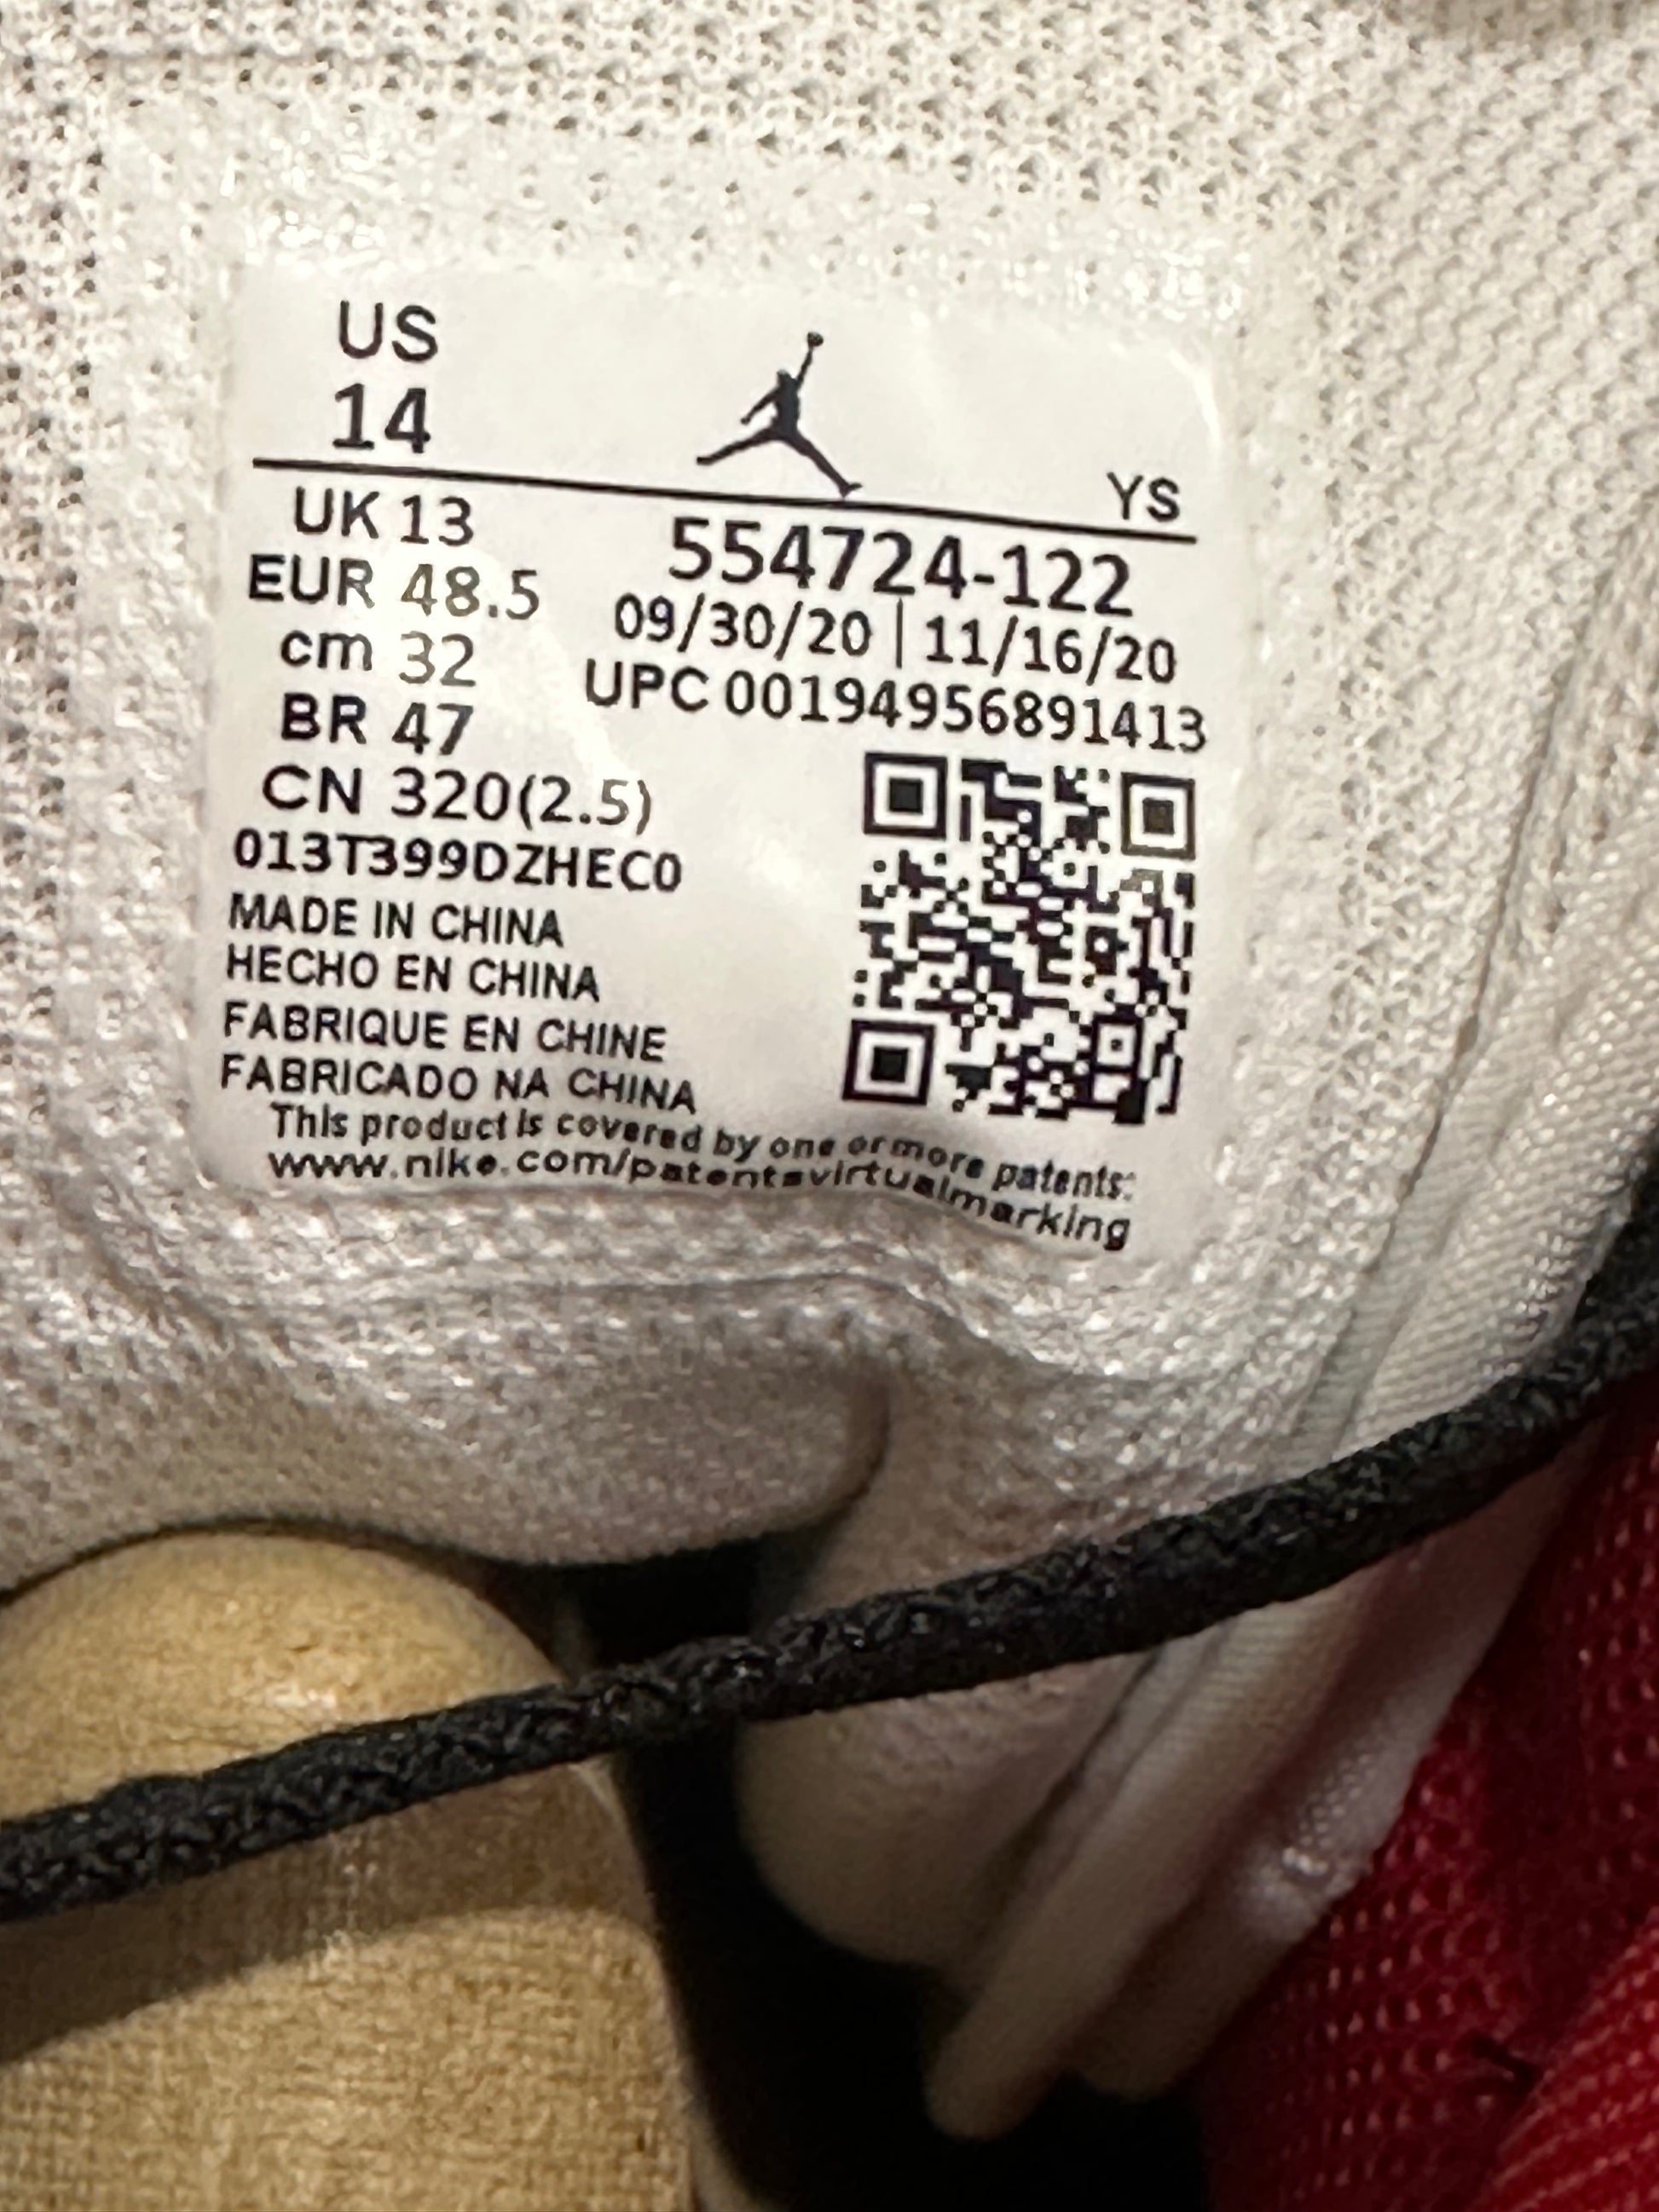 US
14
YS
UK 13
EUR 48.5
cm 32
BR 47
CN 320(2.5)
013T399DZHEC0
554724-122
09/30/20 | 11/16/20
UPC 00194956891413
MADE IN CHINA
HECHO EN CHINA
FABRIQUE EN CHINE
FABRICADO NA CHINA
This product is covered by one or more patents:
www.nike.com/patentsvirtualmarking